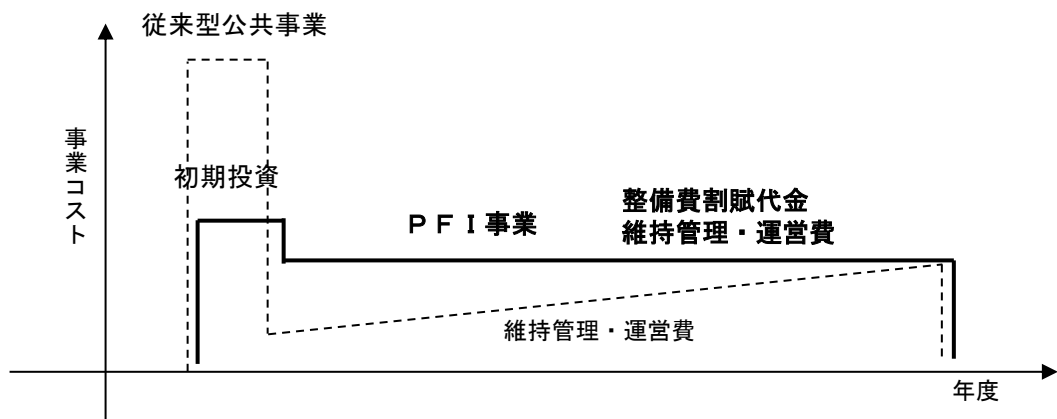 従来型公共事業
事業コスト
初期投資
ＰＦＩ事業
整備費割賦代金
維持管理・運営費
維持管理・運営費
年度